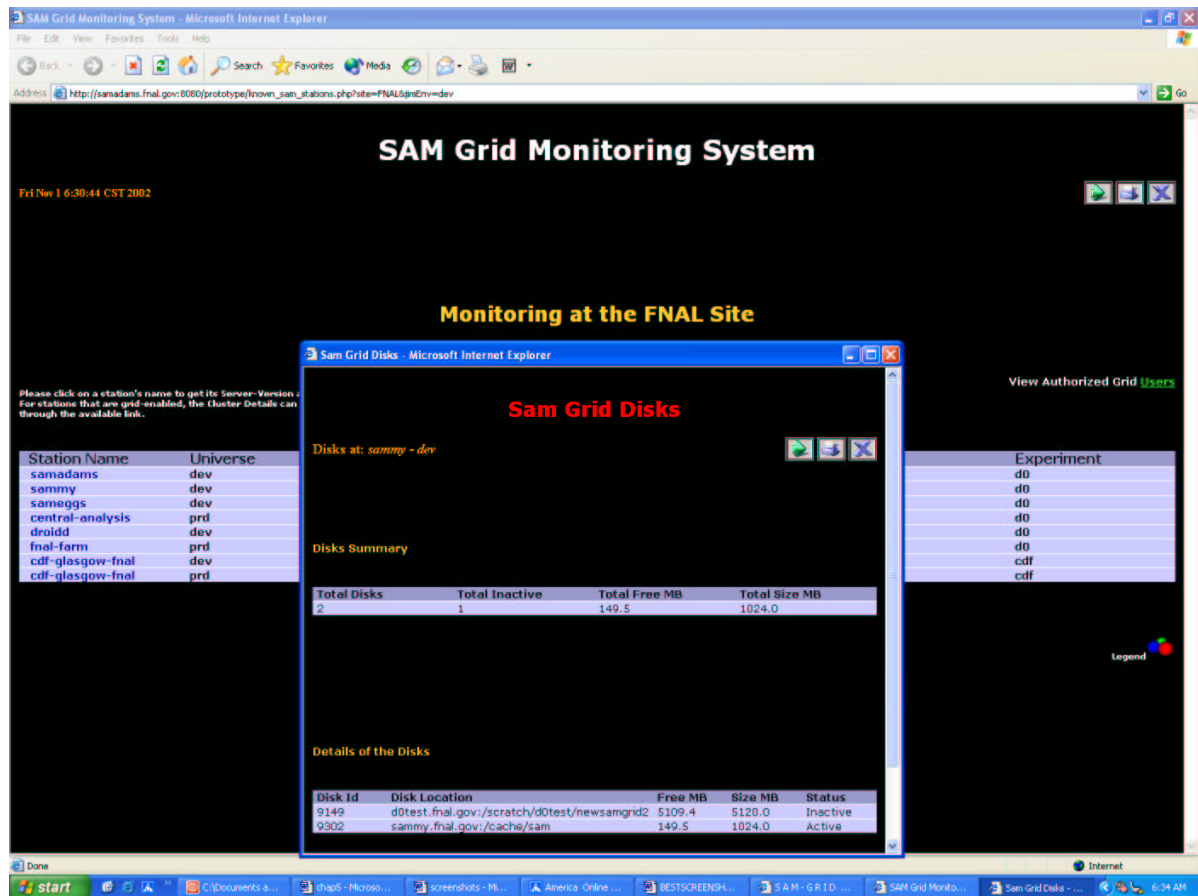 SAM Grid Monitoring System - Microsoft Internet Explorer
File Edit View Favorites Tools Help
Back Search Favorites Media
Address http://samadams.fnal.gov:8080/prototype/known_sam_stations.php?site=FNAL&jimEnv=dev Go
SAM Grid Monitoring System
Fri Nov 1 6:30:44 CST 2002
Monitoring at the FNAL Site
Please click on a station's name to get its Server-Version
For stations that are grid-enabled, the Cluster Details can
through the available link.
View Authorized Grid Users
Station Name Universe Experiment
samadams dev d0
sammy dev d0
sameggs dev d0
central-analysis prd d0
droidd dev d0
fnal-farm prd d0
cdf-glasgow-fnal dev cdf
cdf-glasgow-fnal prd cdf
Legend
Sam Grid Disks - Microsoft Internet Explorer
Sam Grid Disks
Disks at: sammy - dev
Disks Summary
Total Disks Total Inactive Total Free MB Total Size MB
2 1 149.5 1024.0
Details of the Disks
Disk Id Disk Location Free MB Size MB Status
9149 d0test.fnal.gov:/scratch/d0test/newsamgrid2 5109.4 5120.0 Inactive
9302 sammy.fnal.gov:/cache/sam 149.5 1024.0 Active
Done Internet
start C:\Documents a... chap5 - Microso... screenshots - Mi... America Online ... BESTSCREENSH... S A M - G R I D ... SAM Grid Monito... Sam Grid Disks - ... 6:34 AM